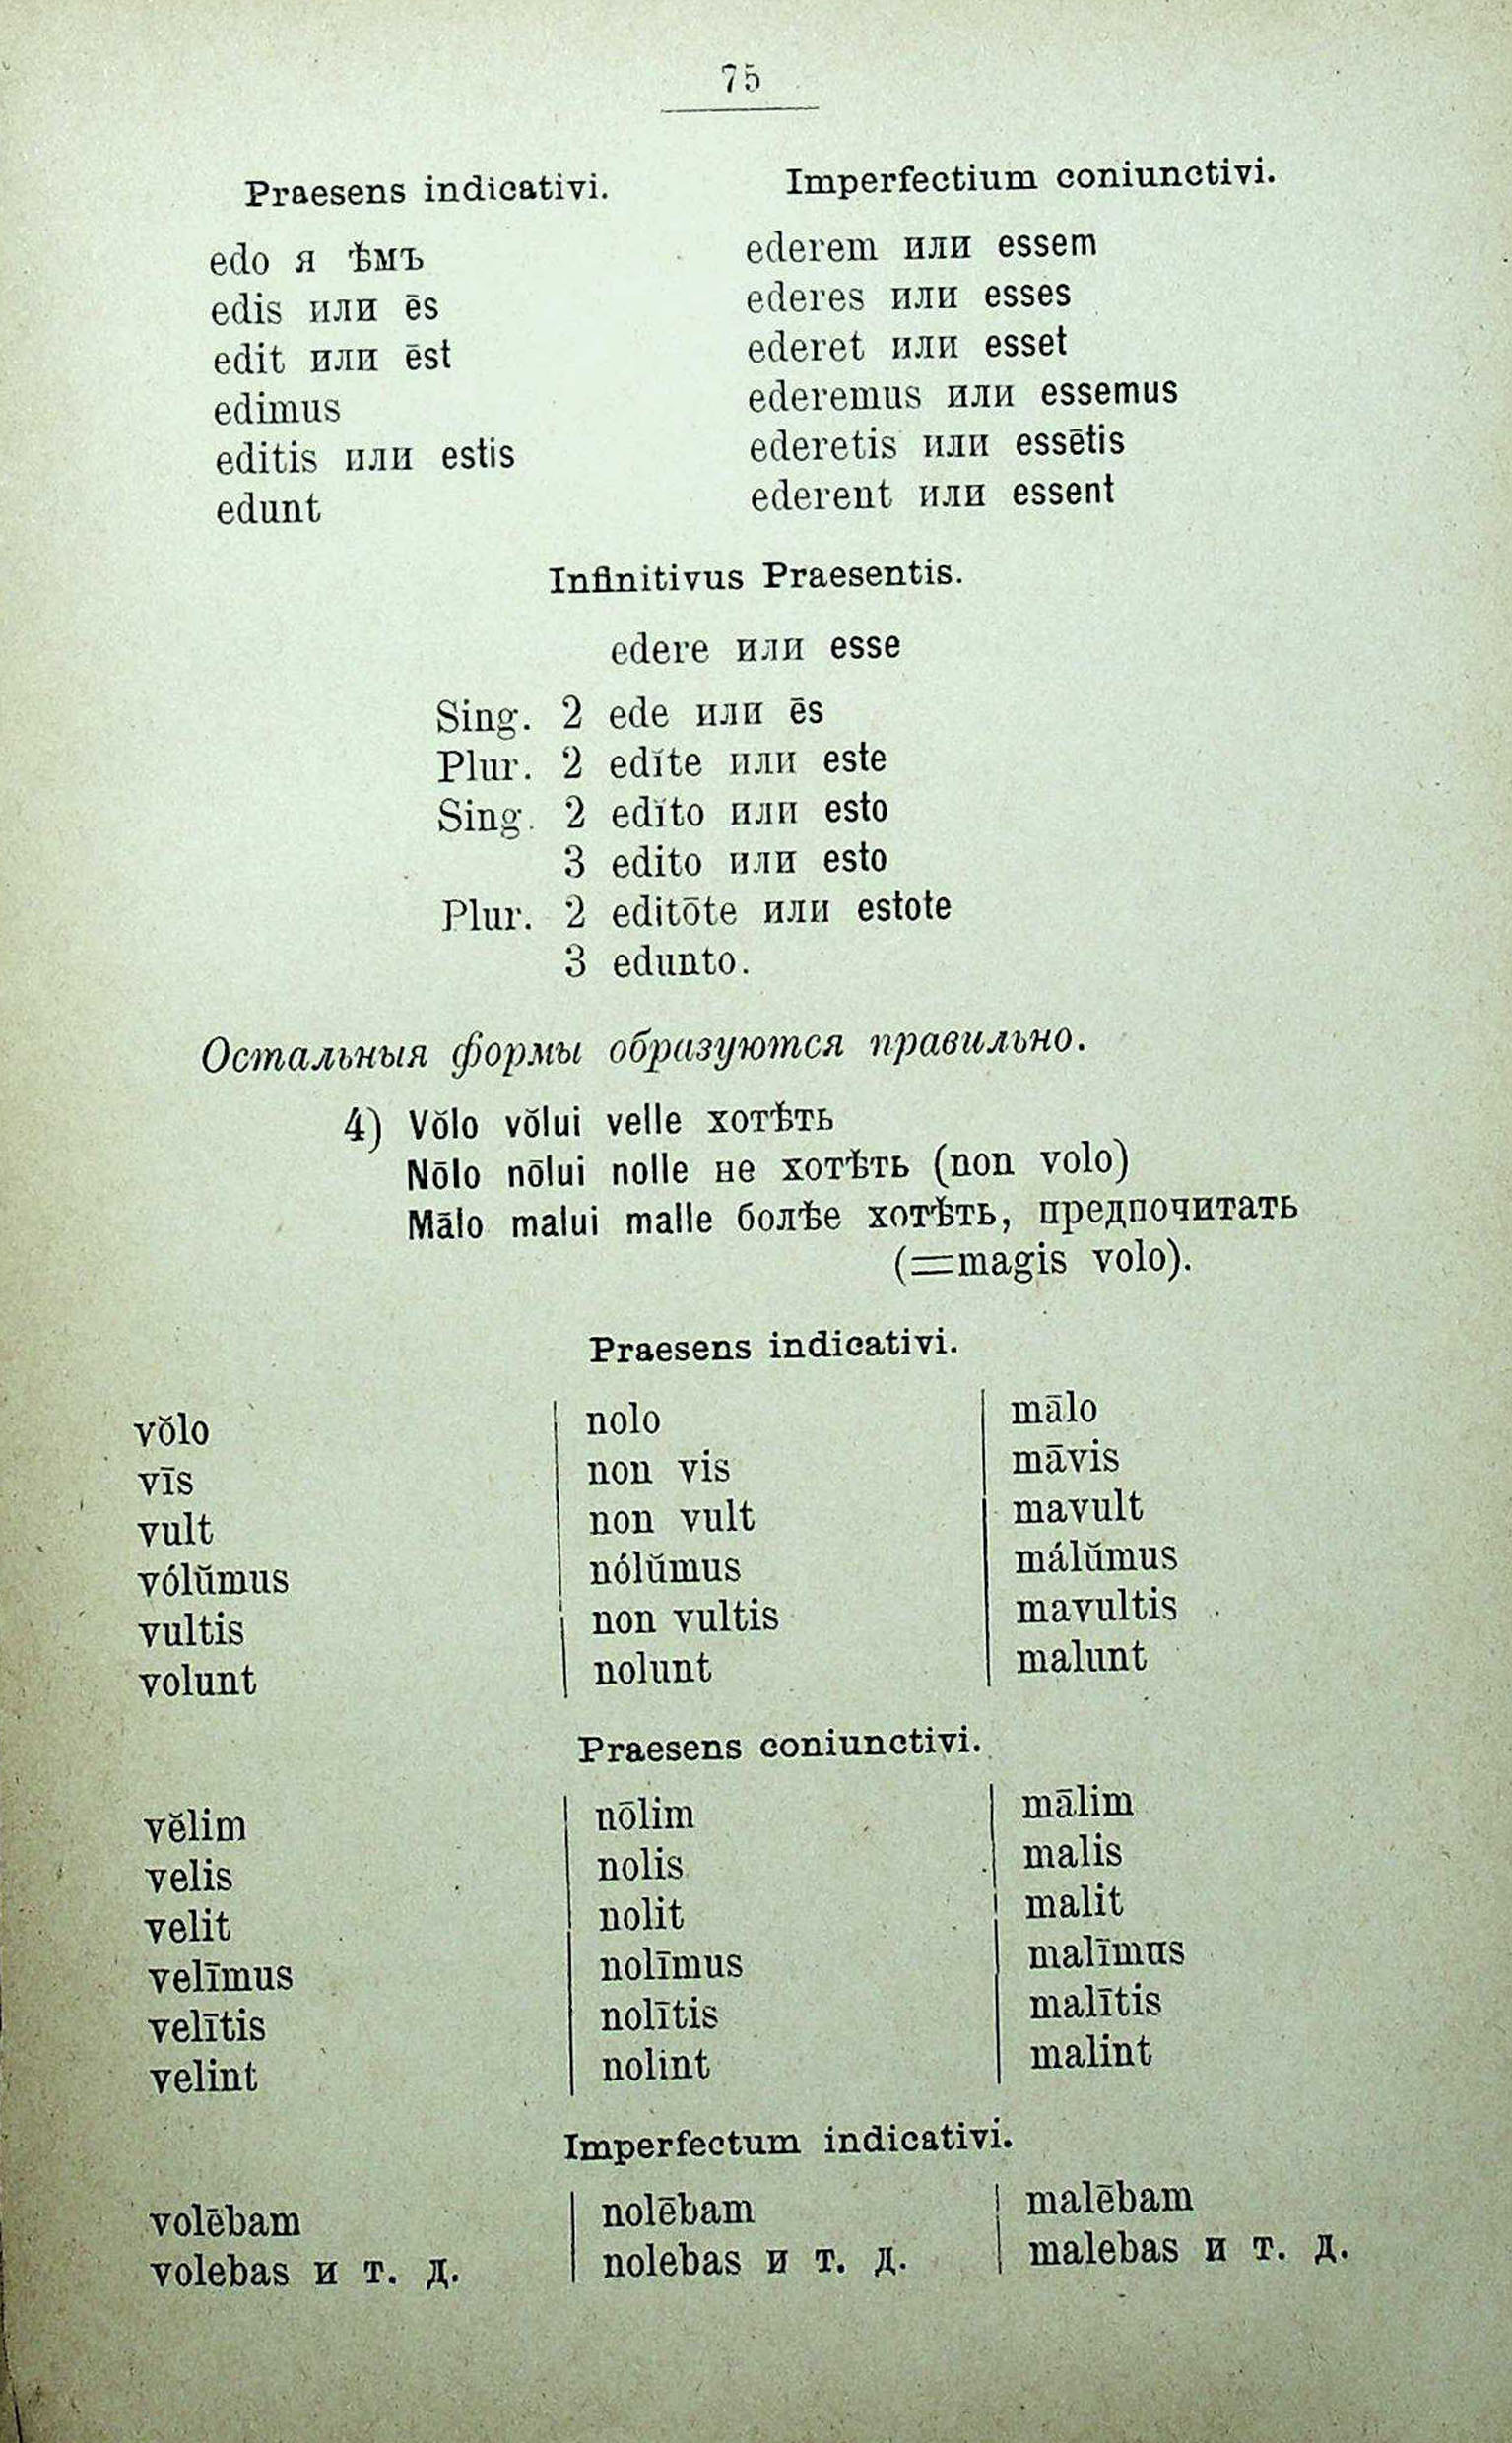 75
Praesens indicativi. Imperfectium coniunctivi.
edo я ѣмъ ederem или essem
edis или ēs ederes или esses
edit или ēst ederet или esset
edimus ederemus или essemus
editis или estis ederetis или essētis
edunt ederent или essent
Infinitivus Praesentis.
edere или esse
Sing. 2 ede или ēs
Plur. 2 edĭte или este
Sing. 2 edĭto или esto
3 edito или esto
Plur. 2 editōte или estote
3 edunto.
Остальныя формы образуются правильно.
4) Vŏlo vŏlui velle хотѣть
Nōlo nōlui nolle не хотѣть (non volo)
Mālo malui malle болѣе хотѣть, предпочитать
(=magis volo).
Praesens indicativi.
vŏlo nolo mālo
vīs non vis māvis
vult non vult mavult
vólŭmus nólŭmus málŭmus
vultis non vultis mavultis
volunt nolunt malunt
Praesens coniunctivi.
vĕlim nōlim mālim
velis nolis malis
velit nolit malit
velīmus nolīmus malīmus
velītis nolītis malītis
velint nolint malint
Imperfectum indicativi.
volēbam nolēbam malēbam
volebas и т. д. nolebas и т. д. malebas и т. д.